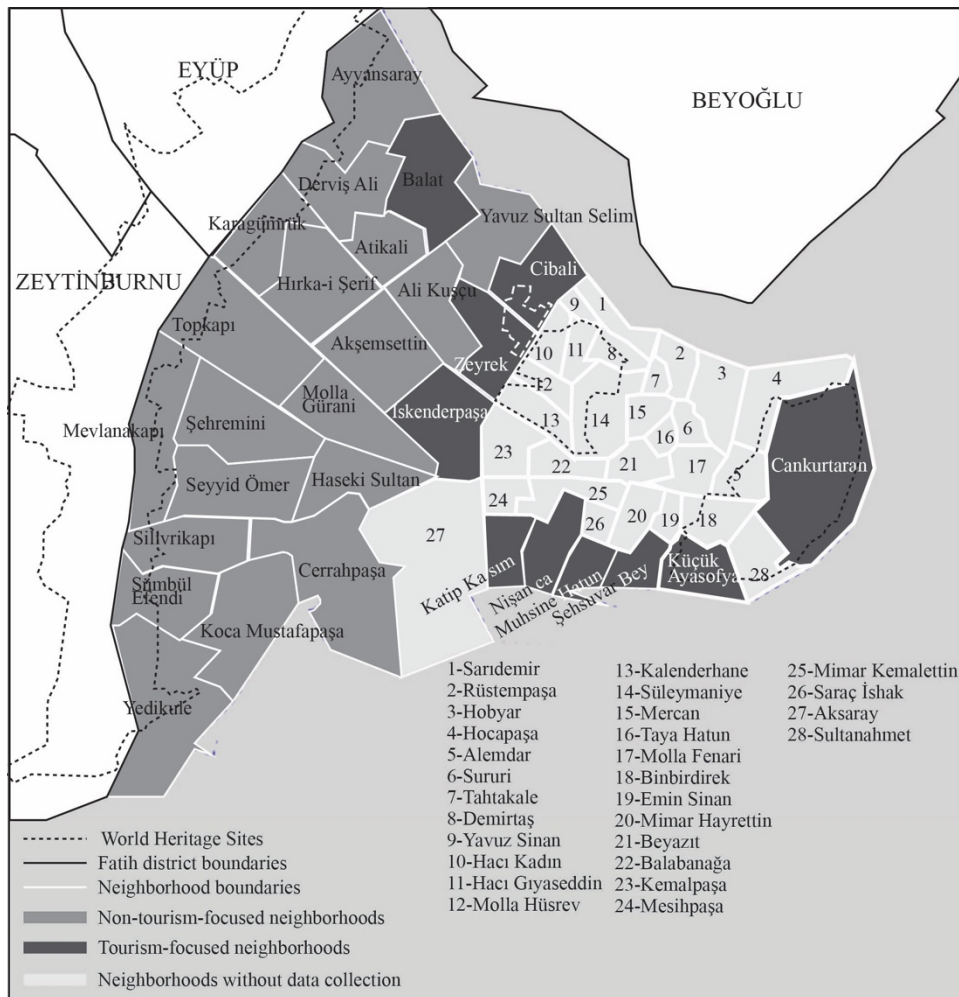 EYÜP
BEYOĞLU
Ayvansaray
Derviş Ali
Balat
Karagümrük
Yavuz Sultan Selim
Atikali
Cibali
ZEYTİNBURNU
Hırka-i Şerif
Ali Kuşçu
9
1
Topkapı
Akşemsettin
Zeyrek
10
11
8
2
3
4
12
7
Molla
Gürani
İskenderpaşa
13
14
15
6
Mevlanakapı
Şehremini
16
Cankurtaran
23
22
21
17
5
Seyyid Ömer
Haseki Sultan
24
25
20
19
18
26
27
Silivrikapı
Cerrahpaşa
Katip Kasım
Nişanca
Muhsine Hatun
Şehsuvar Bey
Küçük
Ayasofya
28
Sümbül
Efendi
Koca Mustafapaşa
Yedikule
1-Sarıdemir
2-Rüstempaşa
3-Hobyar
4-Hocapaşa
5-Alemdar
6-Sururi
7-Tahtakale
8-Demirtaş
9-Yavuz Sinan
10-Hacı Kadın
11-Hacı Gıyaseddin
12-Molla Hüsrev
13-Kalenderhane
14-Süleymaniye
15-Mercan
16-Taya Hatun
17-Molla Fenari
18-Binbirdirek
19-Emin Sinan
20-Mimar Hayrettin
21-Beyazıt
22-Balabanağa
23-Kemalpaşa
24-Mesihpaşa
25-Mimar Kemalettin
26-Saraç İshak
27-Aksaray
28-Sultanahmet
World Heritage Sites
Fatih district boundaries
Neighborhood boundaries
Non-tourism-focused neighborhoods
Tourism-focused neighborhoods
Neighborhoods without data collection